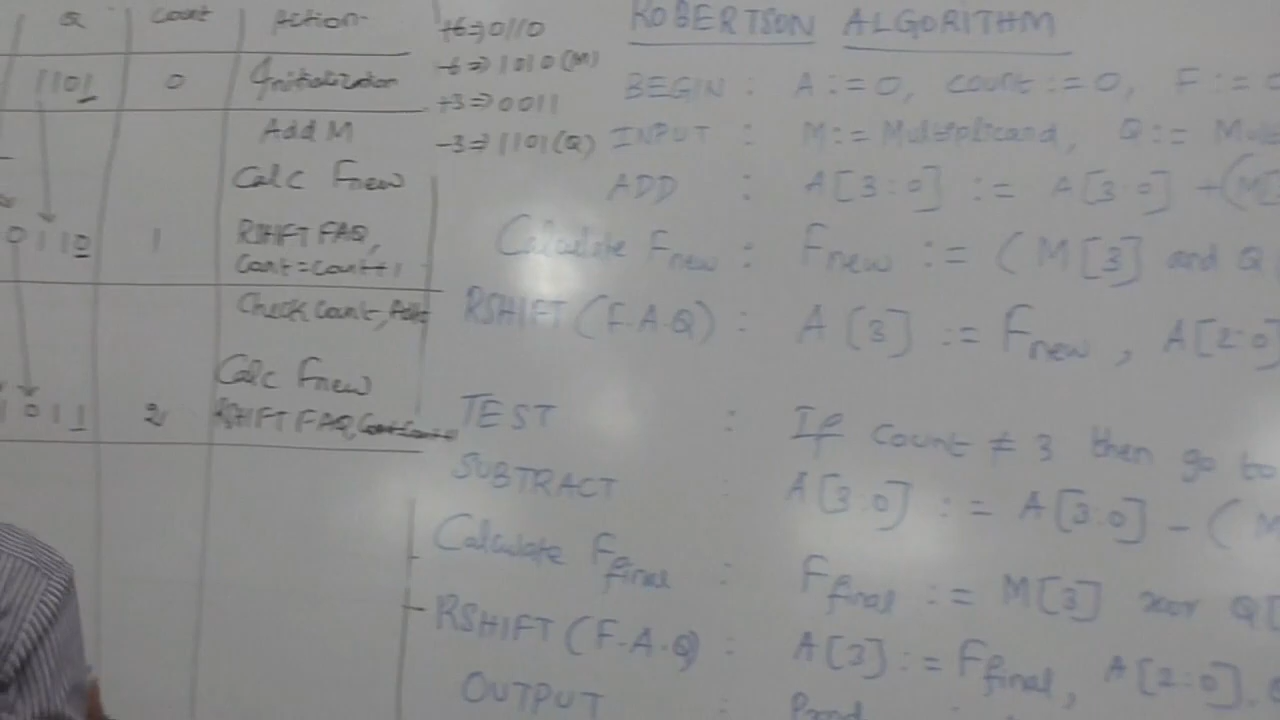 Q count Action
1101 0 Initialization
Add M
Calc Fnew
0110 1 RSHIFT FAQ,
Count=count+1
Check count,
Calc Fnew
1011 2 RSHIFT FAQ,
+6⇒0110
-6⇒1010(M)
+3⇒0011
-3⇒1101(Q)
ROBERTSON ALGORITHM
BEGIN : A:=0, count:=0, F:=
INPUT : M:= Multiplicand, Q:=
ADD : A[3:0] := A[3:0] + (M[
Calculate Fnew : Fnew := (M[3] and Q
RSHIFT(F.A.Q) : A[3] := Fnew, A[2:0]
TEST : If count ≠ 3 then go to
SUBTRACT : A[3:0] := A[3:0] - (M
Calculate Ffinal : Ffinal := M[3] xor Q[
RSHIFT(F.A.Q) : A[3]:= Ffinal, A[2:0].
OUTPUT :